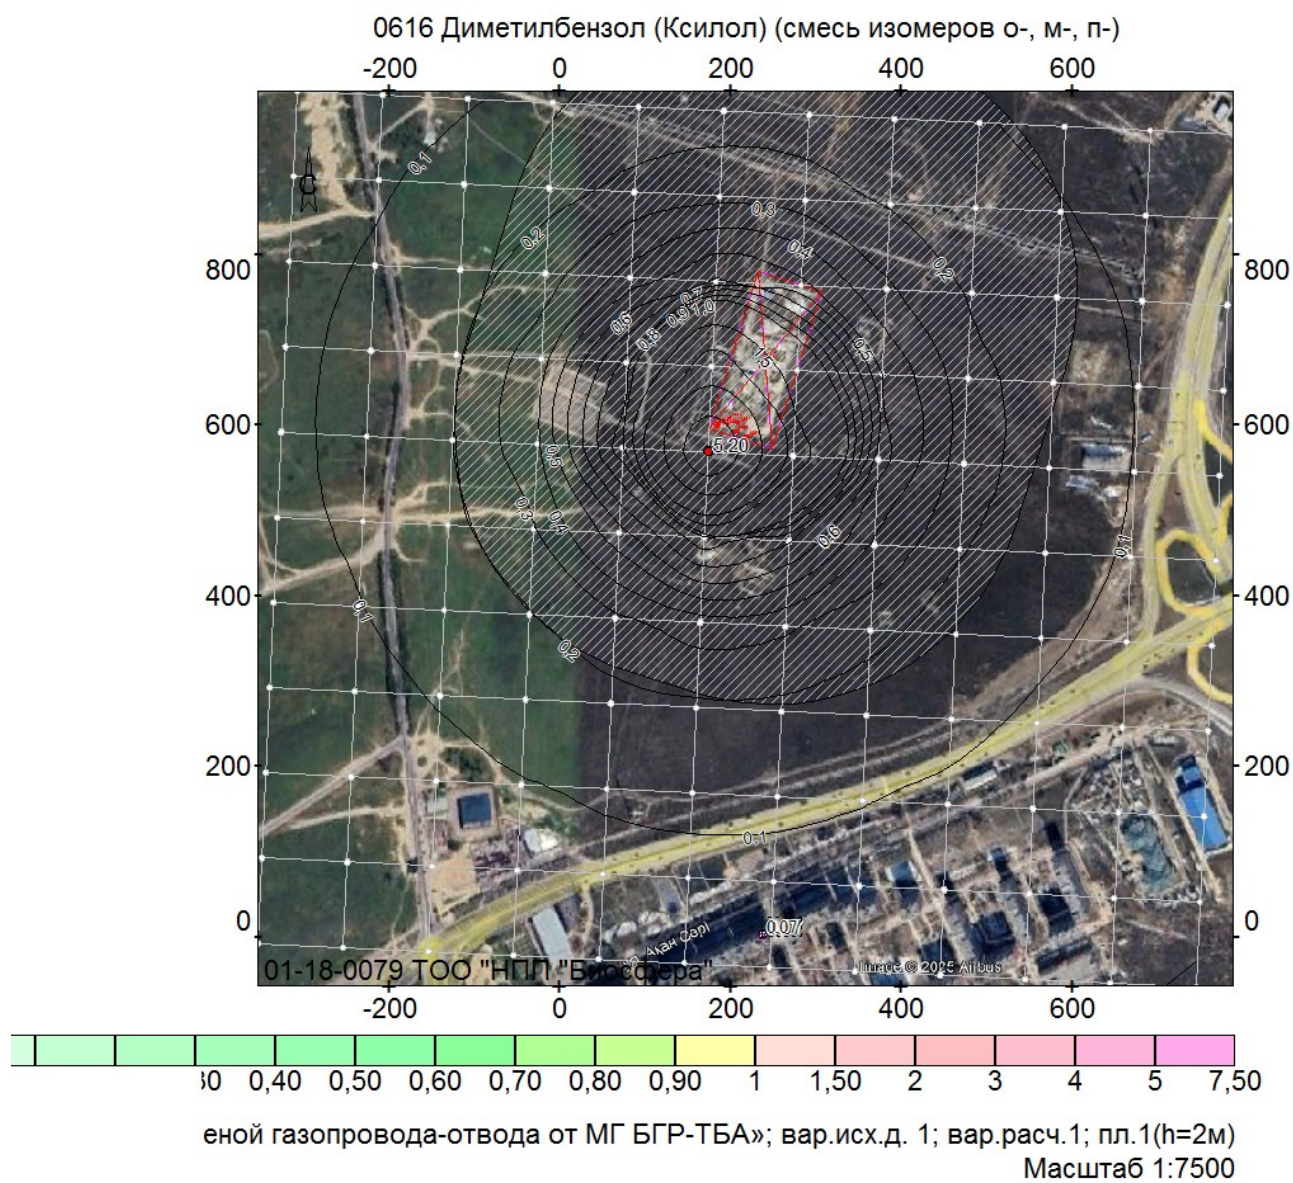 0616 Диметилбензол (Ксилол) (смесь изомеров о-, м-, п-)
-200 0 200 400 600
0,1
0,3
0,2
0,4
0,2
800 800
0,7
0,9 1,0
0,6
0,8
0,5
1,5
600 600
5,20
0,5
0,3
0,4
0,6
0,1
400 400
0,1
0,2
200 200
0,1
0 0
0,07
Ақан Сері
01-18-0079 ТОО "НПЛ "Биосфера"
Image © 2025 Airbus
-200 0 200 400 600
30 0,40 0,50 0,60 0,70 0,80 0,90 1 1,50 2 3 4 5 7,50
еной газопровода-отвода от МГ БГР-ТБА»; вар.исх.д. 1; вар.расч.1; пл.1(h=2м)
Масштаб 1:7500